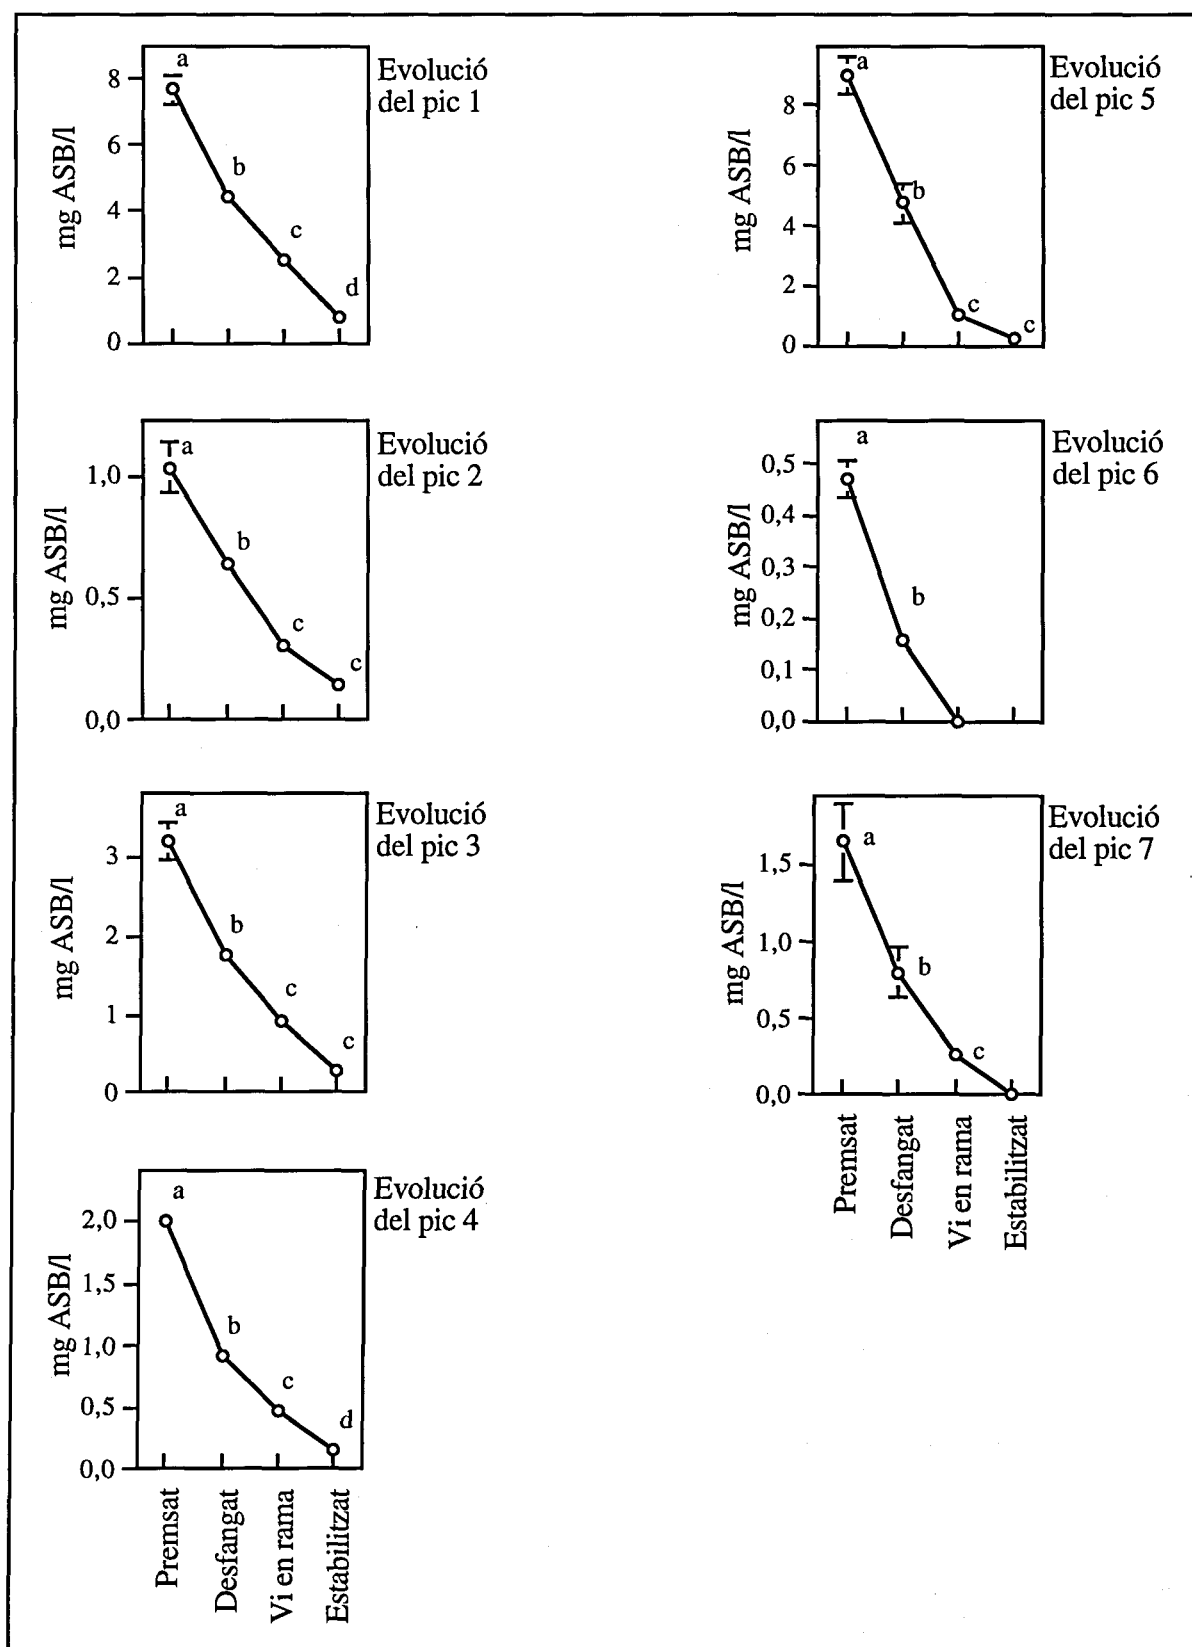 Evolució
del pic 1
mg ASB/l
8
6
4
2
0
a
b
c
d
Evolució
del pic 2
mg ASB/l
1,0
0,5
0,0
a
b
c
c
Evolució
del pic 3
mg ASB/l
3
2
1
0
a
b
c
c
Evolució
del pic 4
mg ASB/l
2,0
1,5
1,0
0,5
0,0
a
b
c
d
Premsat
Desfangat
Vi en rama
Estabilitzat
Evolució
del pic 5
mg ASB/l
8
6
4
2
0
a
b
c
c
Evolució
del pic 6
mg ASB/l
0,5
0,4
0,3
0,2
0,1
0,0
a
b
Evolució
del pic 7
mg ASB/l
1,5
1,0
0,5
0,0
a
b
c
Premsat
Desfangat
Vi en rama
Estabilitzat